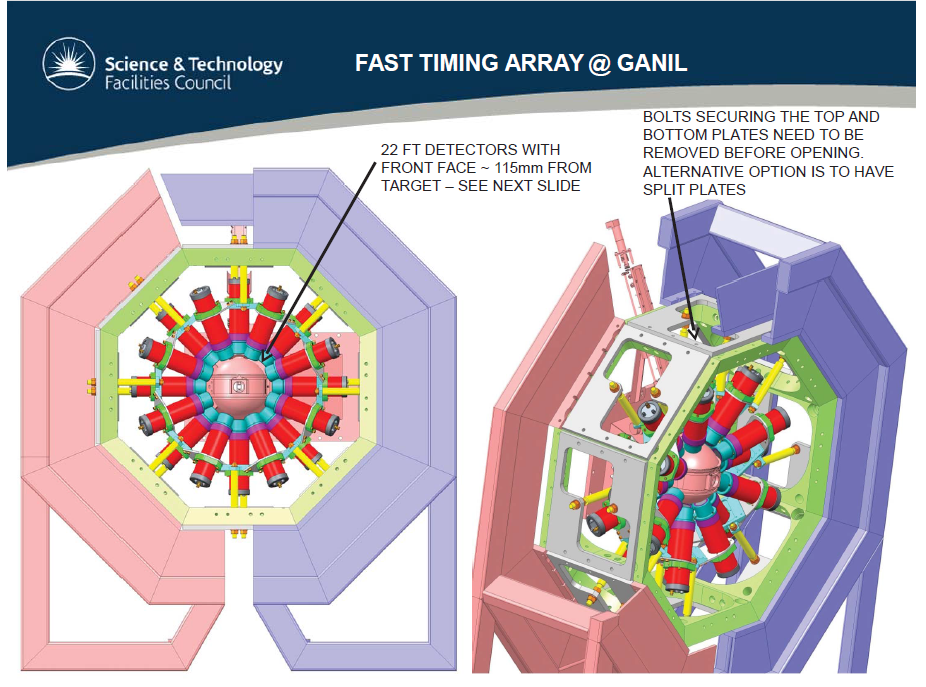 Science & Technology
Facilities Council
FAST TIMING ARRAY @ GANIL
22 FT DETECTORS WITH
FRONT FACE ~ 115mm FROM
TARGET – SEE NEXT SLIDE
BOLTS SECURING THE TOP AND
BOTTOM PLATES NEED TO BE
REMOVED BEFORE OPENING.
ALTERNATIVE OPTION IS TO HAVE
SPLIT PLATES